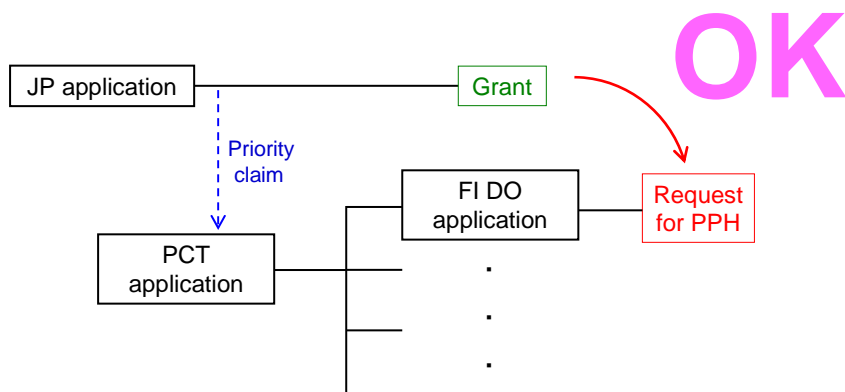 OK
JP application
Grant
Priority
claim
FI DO
application
Request
for PPH
PCT
application